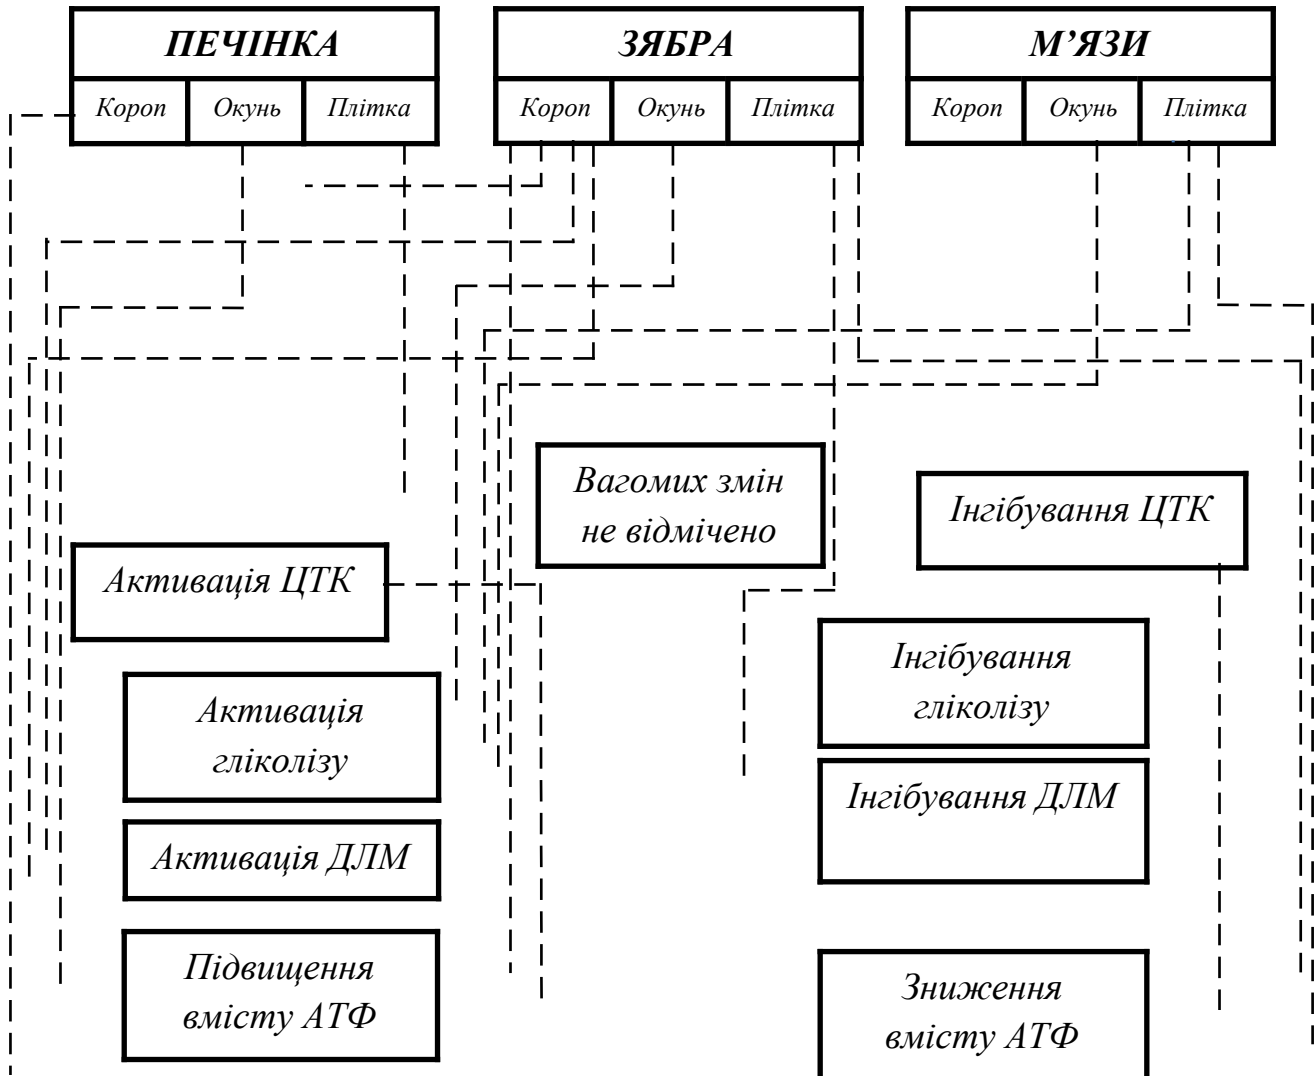 ПЕЧІНКА
Короп Окунь Плітка
ЗЯБРА
Короп Окунь Плітка
М’ЯЗИ
Короп Окунь Плітка
Вагомих змін
не відмічено
Інгібування ЦТК
Активація ЦТК
Інгібування
гліколізу
Активація
гліколізу
Інгібування ДЛМ
Активація ДЛМ
Підвищення
вмісту АТФ
Зниження
вмісту АТФ